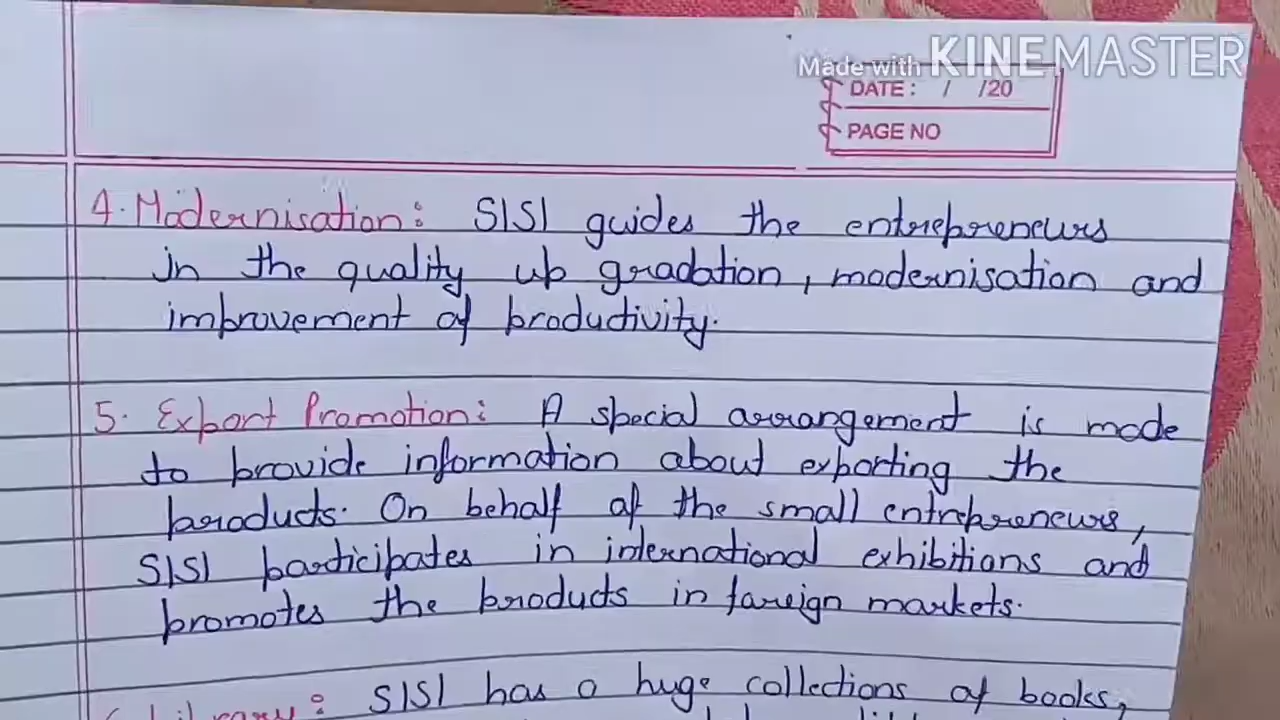 Made with KINEMASTER
DATE : / /20
PAGE NO
4. Modernisation: SISI guides the entrepreneurs
in the quality up gradation, modernisation and
improvement of productivity.
5. Export Promotion: A special arrangement is made
to provide information about exporting the
products. On behalf of the small entrepreneurs,
SISI participates in international exhibitions and
promotes the products in foreign markets.
Library: SISI has a huge collections of books,